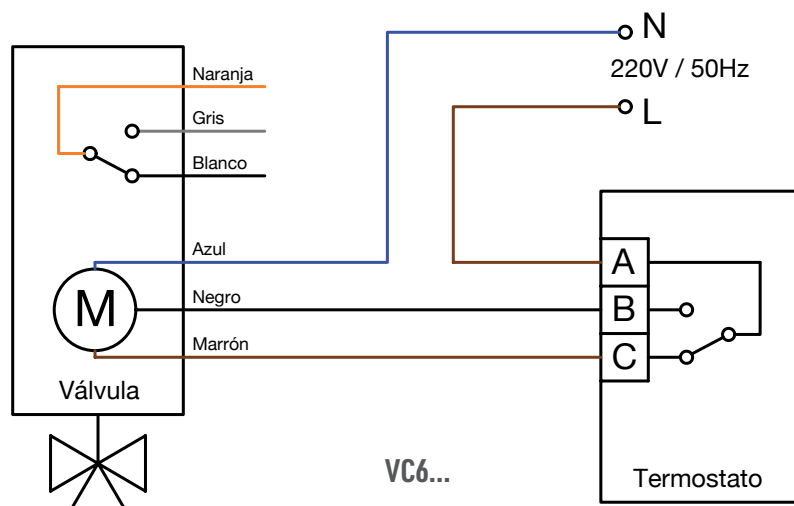 N
Naranja
220V / 50Hz
L
Gris
Blanco
Azul
A
Negro
M
B
Marrón
C
Válvula
VC6...
Termostato